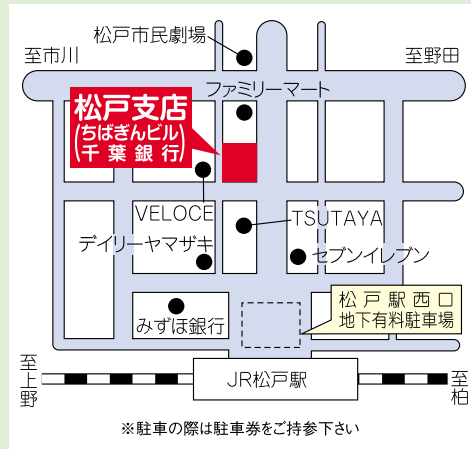 松戸市民劇場
至市川
至野田
ファミリーマート
松戸支店
(ちばぎんビル)
(千葉銀行)
VELOCE
TSUTAYA
デイリーヤマザキ
セブンイレブン
松戸駅西口
地下有料駐車場
みずほ銀行
至上野
JR松戸駅
至柏
※駐車の際は駐車券をご持参下さい